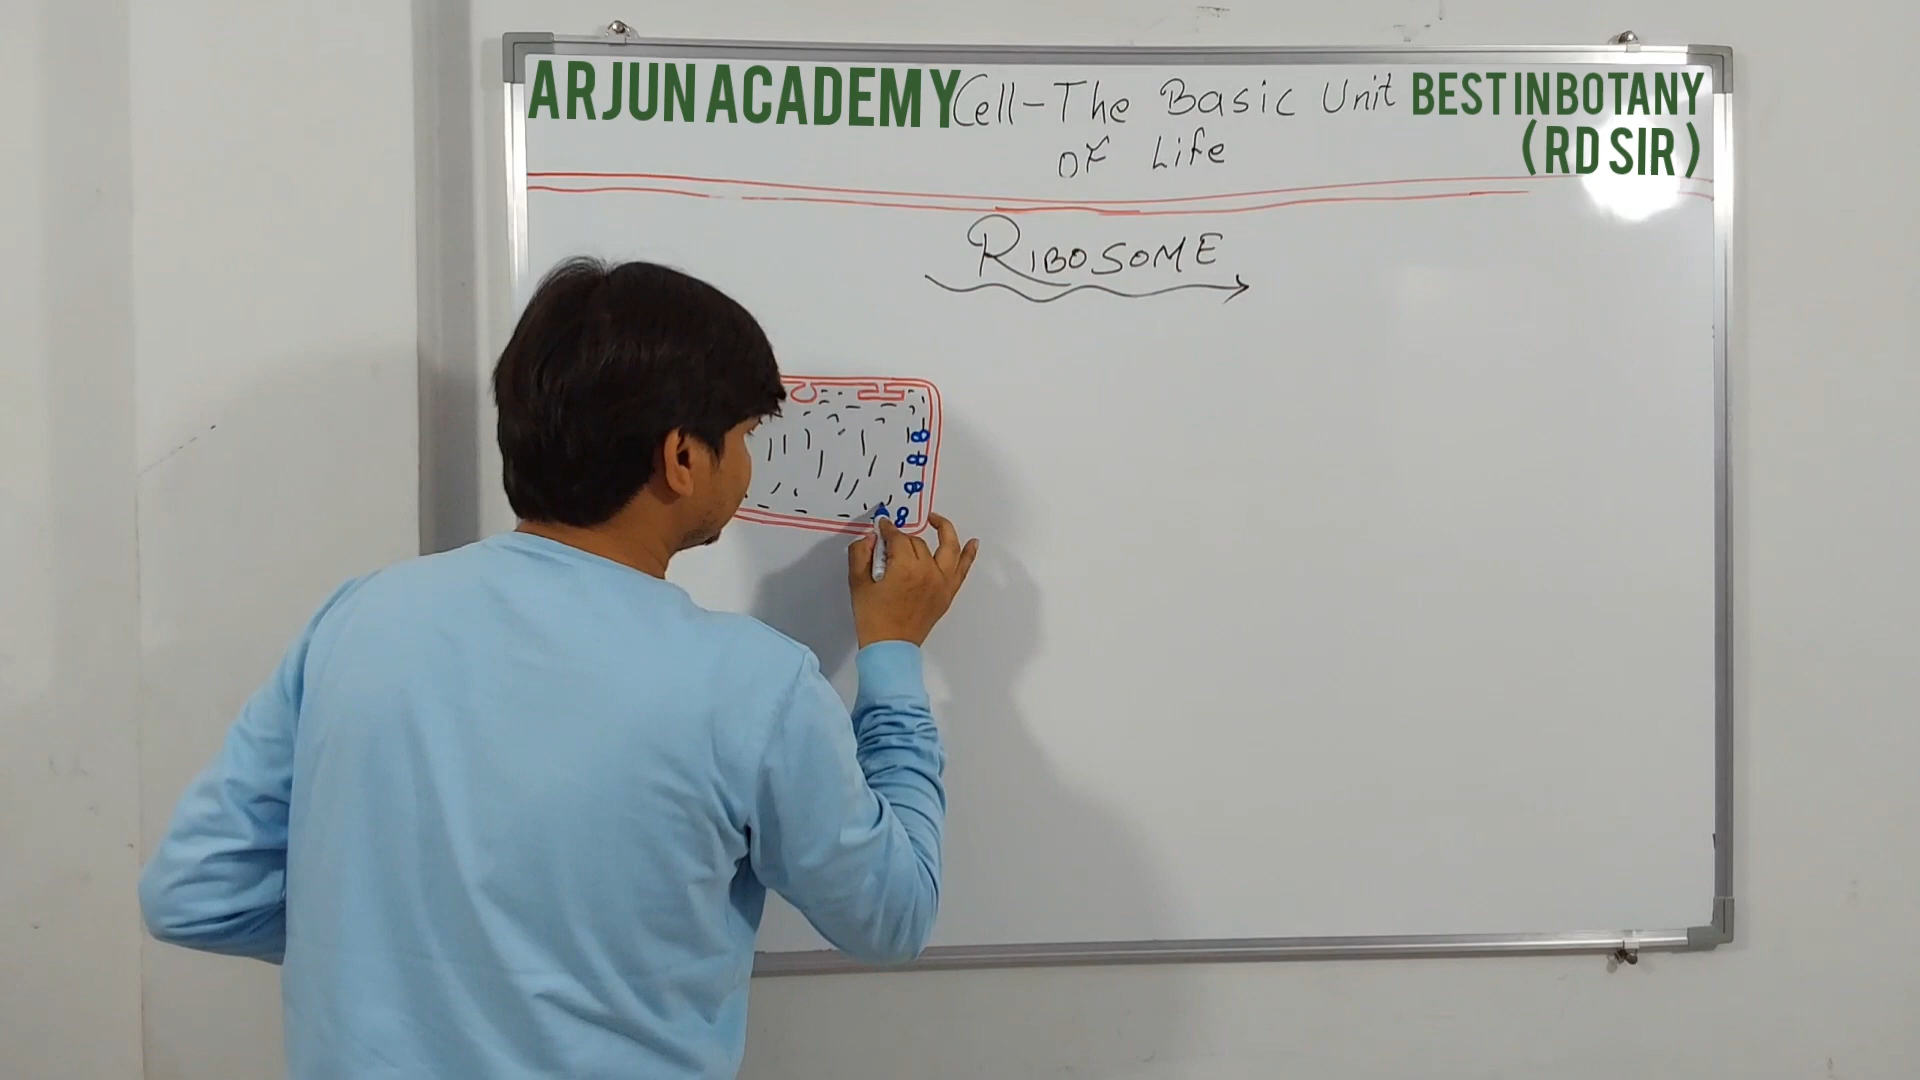 ARJUN ACADEMY
Cell-The Basic Unit
of Life
BEST IN BOTANY
(RD SIR)
RIBOSOME